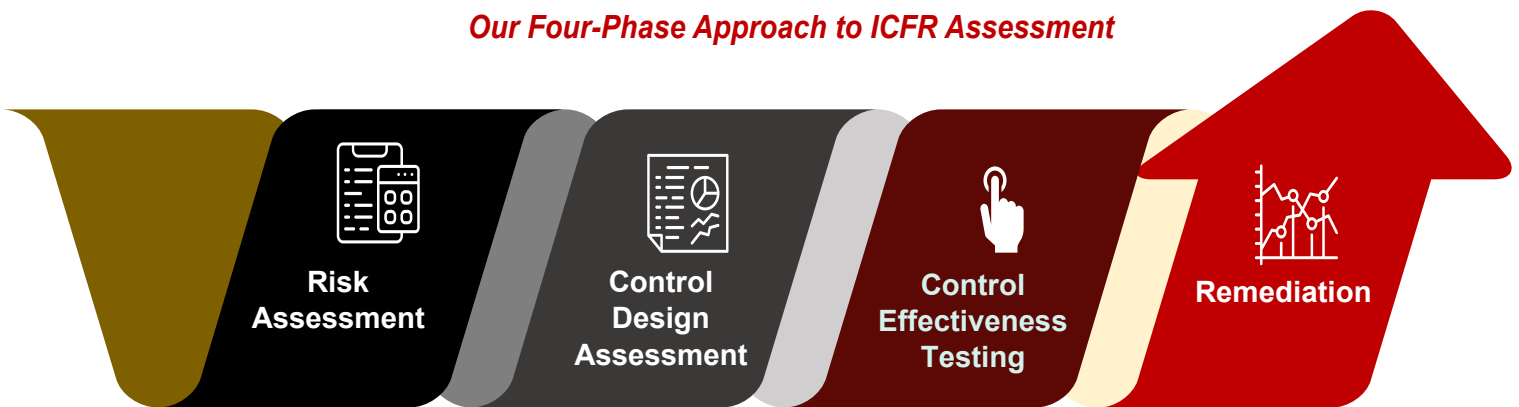 Our Four-Phase Approach to ICFR Assessment
Risk
Assessment
Control
Design
Assessment
Control
Effectiveness
Testing
Remediation